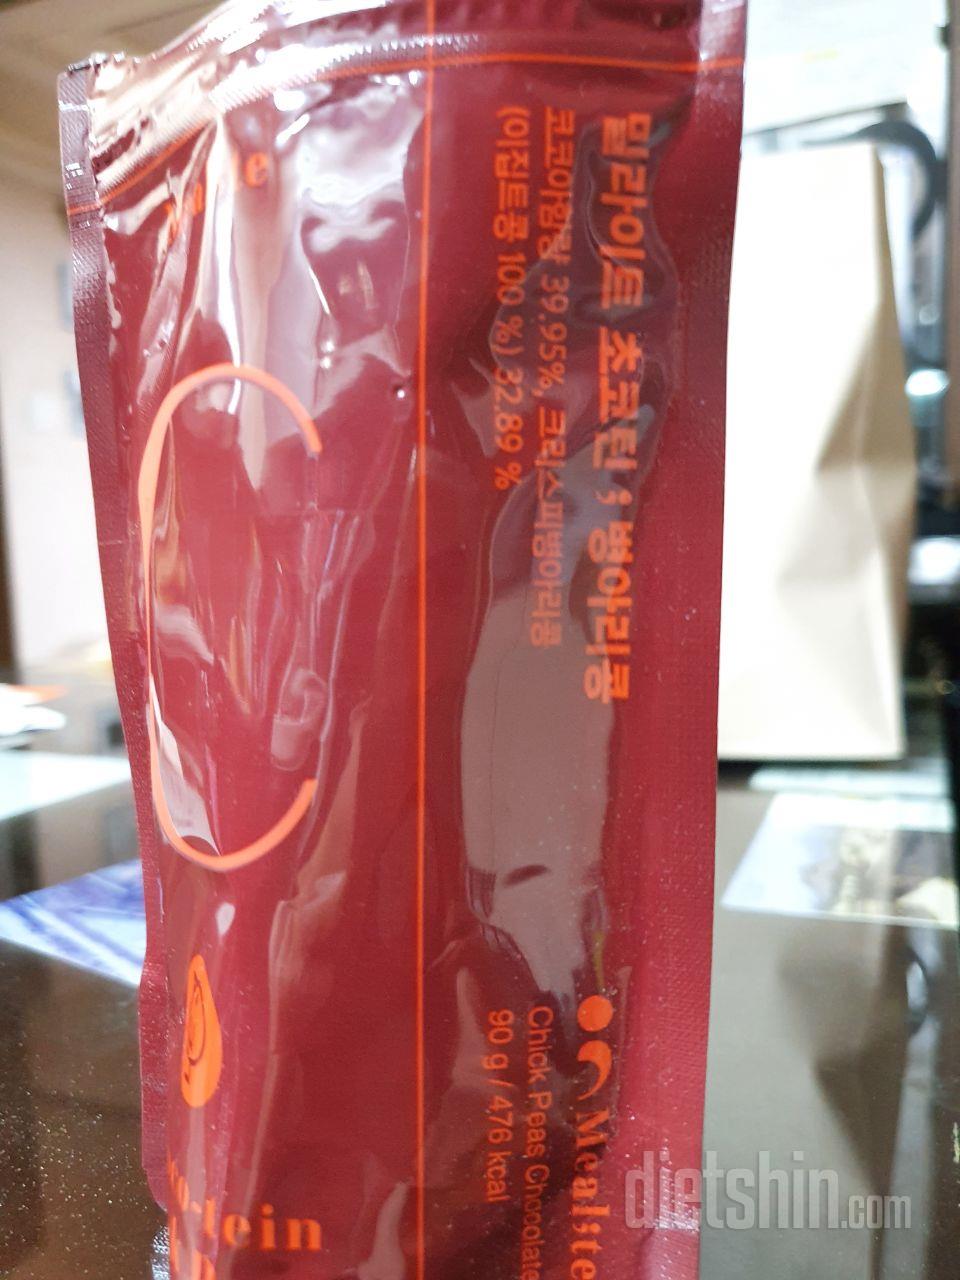 밀라이트 초코틴 ; 병아리콩
코코아함량 39.95%, 크리스피병아리콩
(이집트콩 100 %) 32.89 %
Mealite
Chick Peas Chocolate
90 g / 476 kcal
C
dietshin.com